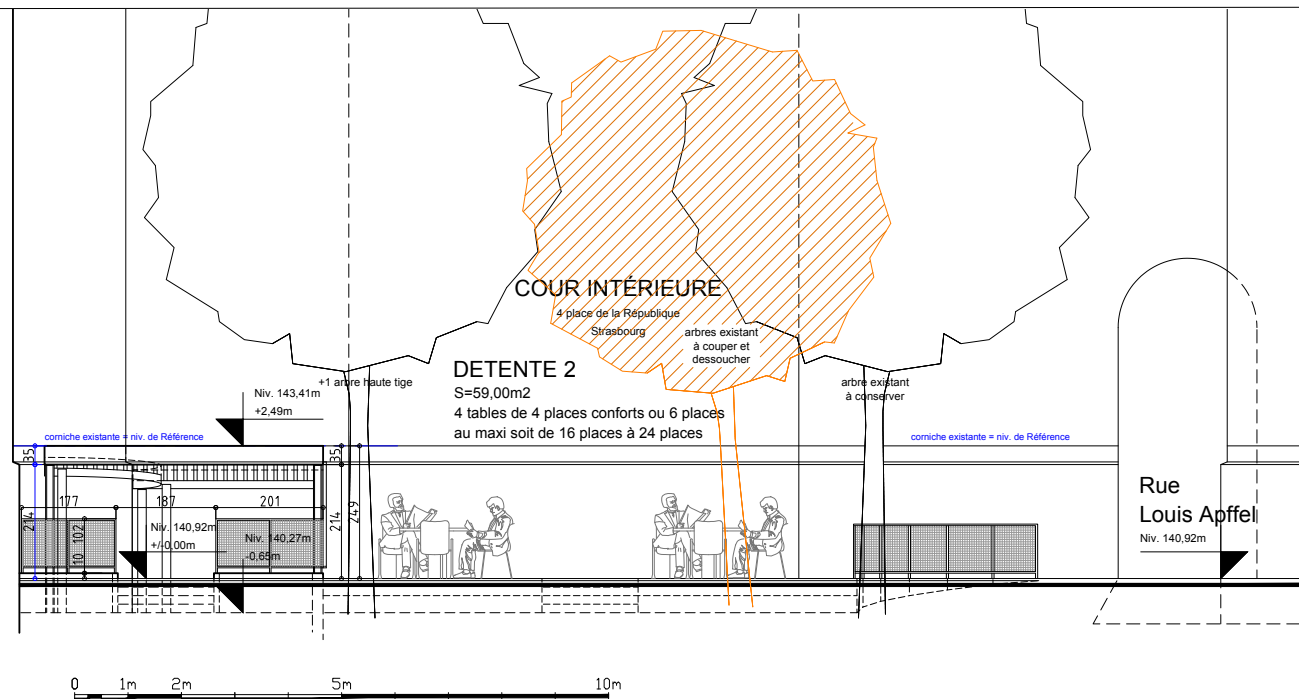 COUR INTÉRIEURE
4 place de la République
Strasbourg
arbres existant
à couper et
dessoucher
DETENTE 2
S=59,00m2
4 tables de 4 places conforts ou 6 places
au maxi soit de 16 places à 24 places
+1 arbre haute tige
arbre existant
à conserver
Niv. 143,41m
+2,49m
corniche existante = niv. de Référence
corniche existante = niv. de Référence
35
35
177
187
201
214
214
249
102
10
Niv. 140,92m
+/-0,00m
Niv. 140,27m
-0,65m
Rue
Louis Apffel
Niv. 140,92m
0 1m 2m 5m 10m